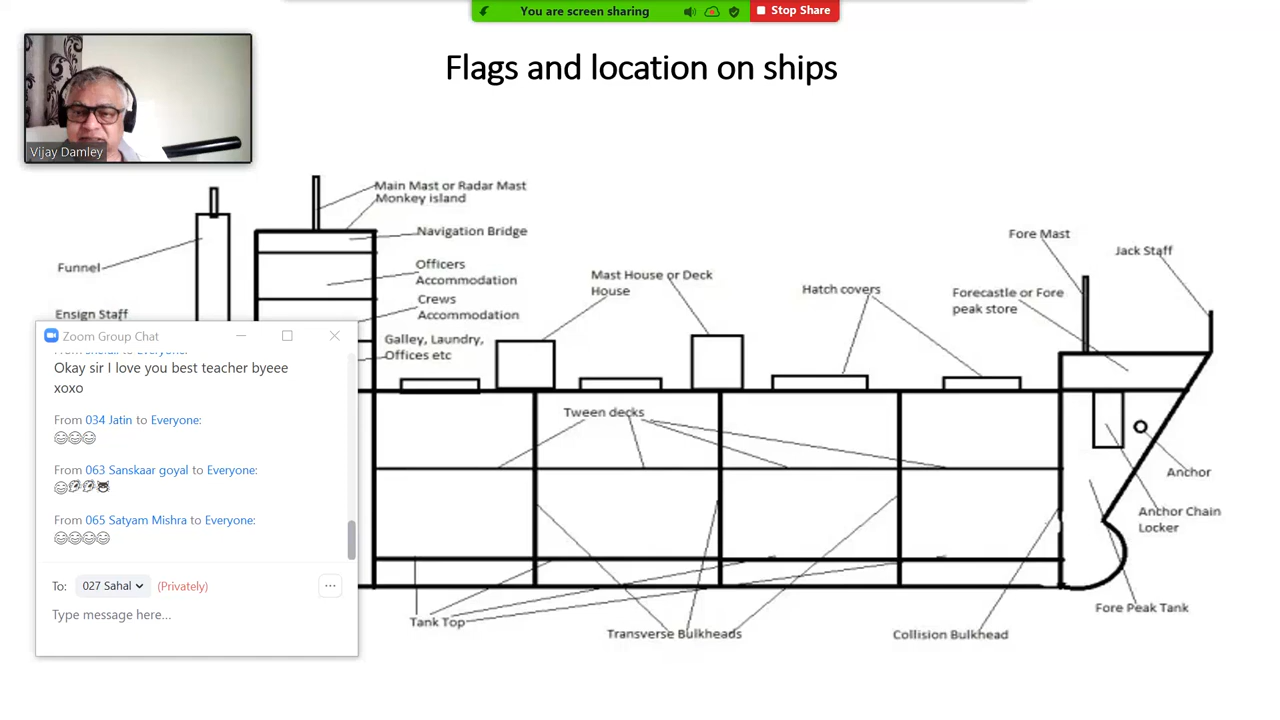 You are screen sharing
Stop Share
Flags and location on ships
Vijay Damley
Main Mast or Radar Mast
Monkey island
Navigation Bridge
Funnel
Officers
Accommodation
Ensign Staff
Crews
Accommodation
Galley, Laundry,
Offices etc
Mast House or Deck
House
Hatch covers
Fore Mast
Jack Staff
Forecastle or Fore
peak store
Tween decks
Anchor
Anchor Chain
Locker
Fore Peak Tank
Tank Top
Transverse Bulkheads
Collision Bulkhead
Zoom Group Chat
Okay sir I love you best teacher byeee
xoxo
From 034 Jatin to Everyone:
😊😊😊
From 063 Sanskaar goyal to Everyone:
From 065 Satyam Mishra to Everyone:
😊😊😊😊
To: 027 Sahal (Privately)
Type message here...